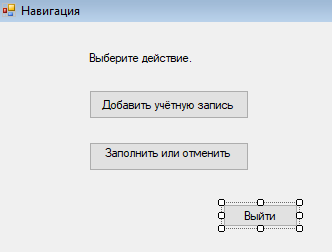 Навигация
Выберите действие.
Добавить учётную запись
Заполнить или отменить
Выйти